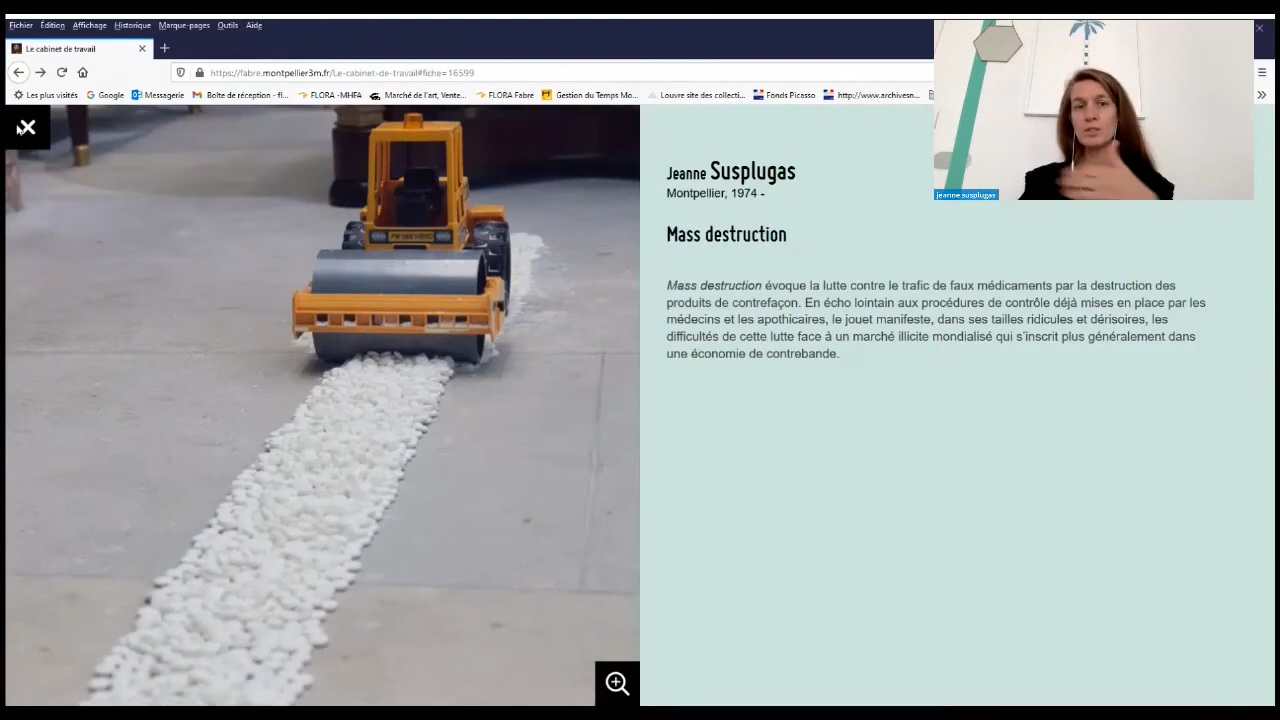 Fichier Édition Affichage Historique Marque-pages Outils Aide
Le cabinet de travail
https://fabre.montpellier3m.fr/Le-cabinet-de-travail#fiche=16599
Les plus visités Google Messagerie Boîte de réception - fl... FLORA -MHFA Marché de l'art, Vente... FLORA Fabre Gestion du Temps Mo... Louvre site des collecti... Fonds Picasso http://www.archivesn...
jeanne susplugas
Jeanne Susplugas
Montpellier, 1974 -
Mass destruction
Mass destruction évoque la lutte contre le trafic de faux médicaments par la destruction des
produits de contrefaçon. En écho lointain aux procédures de contrôle déjà mises en place par les
médecins et les apothicaires, le jouet manifeste, dans ses tailles ridicules et dérisoires, les
difficultés de cette lutte face à un marché illicite mondialisé qui s'inscrit plus généralement dans
une économie de contrebande.